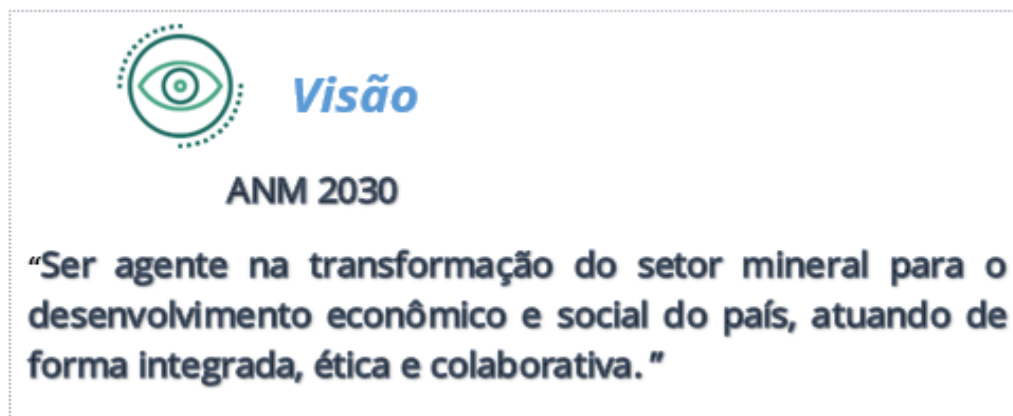 Visão
ANM 2030
“Ser agente na transformação do setor mineral para o
desenvolvimento econômico e social do país, atuando de
forma integrada, ética e colaborativa.”